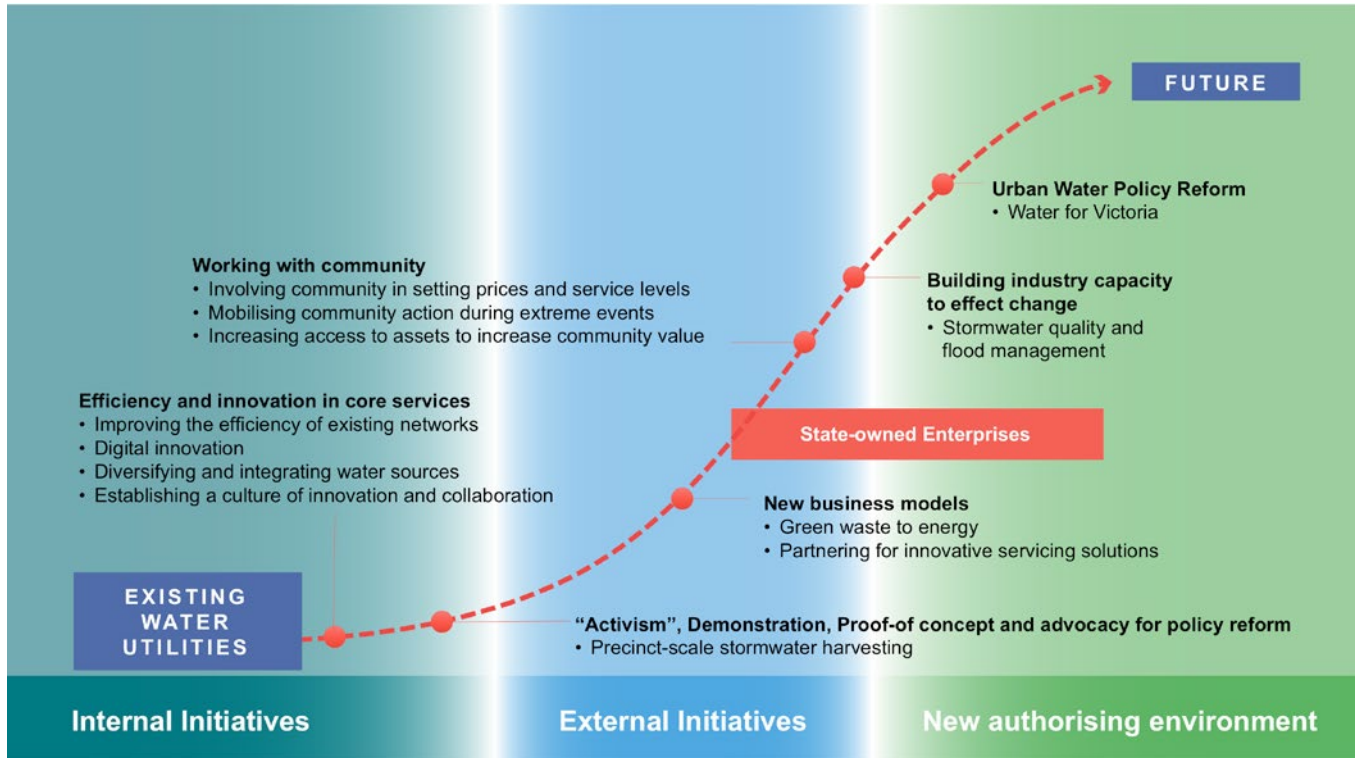 FUTURE
Urban Water Policy Reform
• Water for Victoria
Working with community
• Involving community in setting prices and service levels
• Mobilising community action during extreme events
• Increasing access to assets to increase community value
Building industry capacity
to effect change
• Stormwater quality and
flood management
Efficiency and innovation in core services
• Improving the efficiency of existing networks
• Digital innovation
• Diversifying and integrating water sources
• Establishing a culture of innovation and collaboration
State-owned Enterprises
New business models
• Green waste to energy
• Partnering for innovative servicing solutions
EXISTING
WATER
UTILITIES
“Activism”, Demonstration, Proof-of concept and advocacy for policy reform
• Precinct-scale stormwater harvesting
Internal Initiatives
External Initiatives
New authorising environment